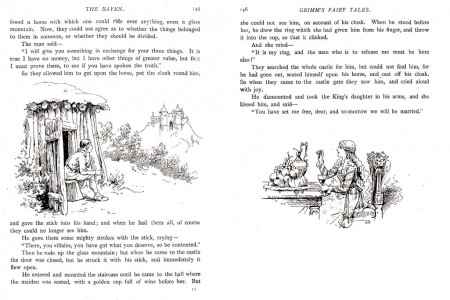 THE RAVEN. 145
found a horse with which one could ride over anything, even a glass
mountain. Now, they could not agree as to whether the things belonged
to them in common, or whether they should be divided.
The man said—
"I will give you something in exchange for your three things. It is
true I have no money, but I have other things of greater value, but first
I must prove them, to see if you have spoken the truth."
So they allowed him to get upon the horse, put the cloak round him,
and gave the stick into his hand; and when he had them all, of course
they could no longer see him.
He gave them some mighty strokes with the stick, crying—
"There, you villains, you have got what you deserve, so be contented."
Then he rode up the glass mountain; but when he came to the castle
the door was closed, but he struck it with his stick, and immediately it
flew open.
He entered and mounted the staircase until he came to the hall where
the maiden was seated, with a golden cup full of wine before her. But
146 GRIMM'S FAIRY TALES.
she could not see him, on account of his cloak. When he stood before
her, he drew the ring which she had given him from his finger, and threw
it into the cup, so that it clinked.
And she cried—
"It is my ring, and the man who is to release me must be here
also!"
They searched the whole castle for him, but could not find him, for
he had gone out, seated himself upon his horse, and cast off his cloak.
So when they came to the castle gate they saw him, and cried aloud
with joy.
He dismounted and took the King's daughter in his arms, and she
kissed him, and said—
"You have set me free, dear, and to-morrow we will be married."